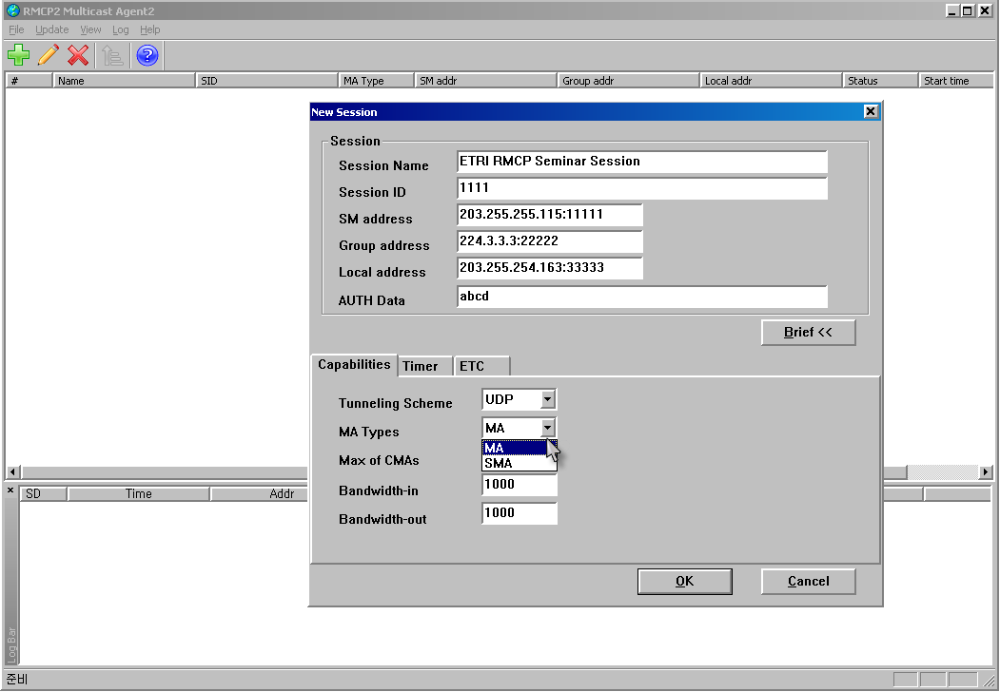 RMCP2 Multicast Agent2
File Update View Log Help
# Name SID MA Type SM addr Group addr Local addr Status Start time
New Session
Session
Session Name ETRI RMCP Seminar Session
Session ID 1111
SM address 203.255.255.115:11111
Group address 224.3.3.3:22222
Local address 203.255.254.163:33333
AUTH Data abcd
Brief <<
Capabilities Timer ETC
Tunneling Scheme UDP
MA Types MA
MA
Max of CMAs SMA
Bandwidth-in 1000
Bandwidth-out 1000
OK Cancel
SD Time Addr
Log Bar
준비